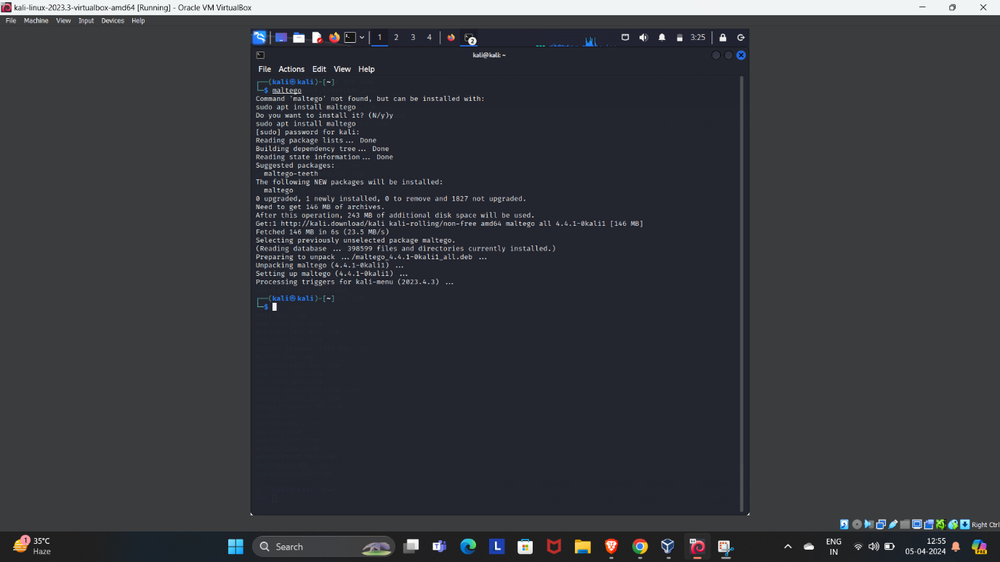 kali-linux-2023.3-virtualbox-amd64 [Running] - Oracle VM VirtualBox
File Machine View Input Devices Help
1 2 3 4 2 3:25
kali@kali: ~
File Actions Edit View Help
┌──(kali㉿kali)-[~]
└─$ maltego
Command 'maltego' not found, but can be installed with:
sudo apt install maltego
Do you want to install it? (N/y)y
sudo apt install maltego
[sudo] password for kali:
Reading package lists... Done
Building dependency tree... Done
Reading state information... Done
Suggested packages:
  maltego-teeth
The following NEW packages will be installed:
  maltego
0 upgraded, 1 newly installed, 0 to remove and 1827 not upgraded.
Need to get 146 MB of archives.
After this operation, 243 MB of additional disk space will be used.
Get:1 http://kali.download/kali kali-rolling/non-free amd64 maltego all 4.4.1-0kali1 [146 MB]
Fetched 146 MB in 6s (23.5 MB/s)
Selecting previously unselected package maltego.
(Reading database ... 398599 files and directories currently installed.)
Preparing to unpack .../maltego_4.4.1-0kali1_all.deb ...
Unpacking maltego (4.4.1-0kali1) ...
Setting up maltego (4.4.1-0kali1) ...
Processing triggers for kali-menu (2023.4.3) ...
┌──(kali㉿kali)-[~]
└─$
Right Ctrl
1 35°C
Haze
Search
L
ENG
IN
12:55
05-04-2024
PRE